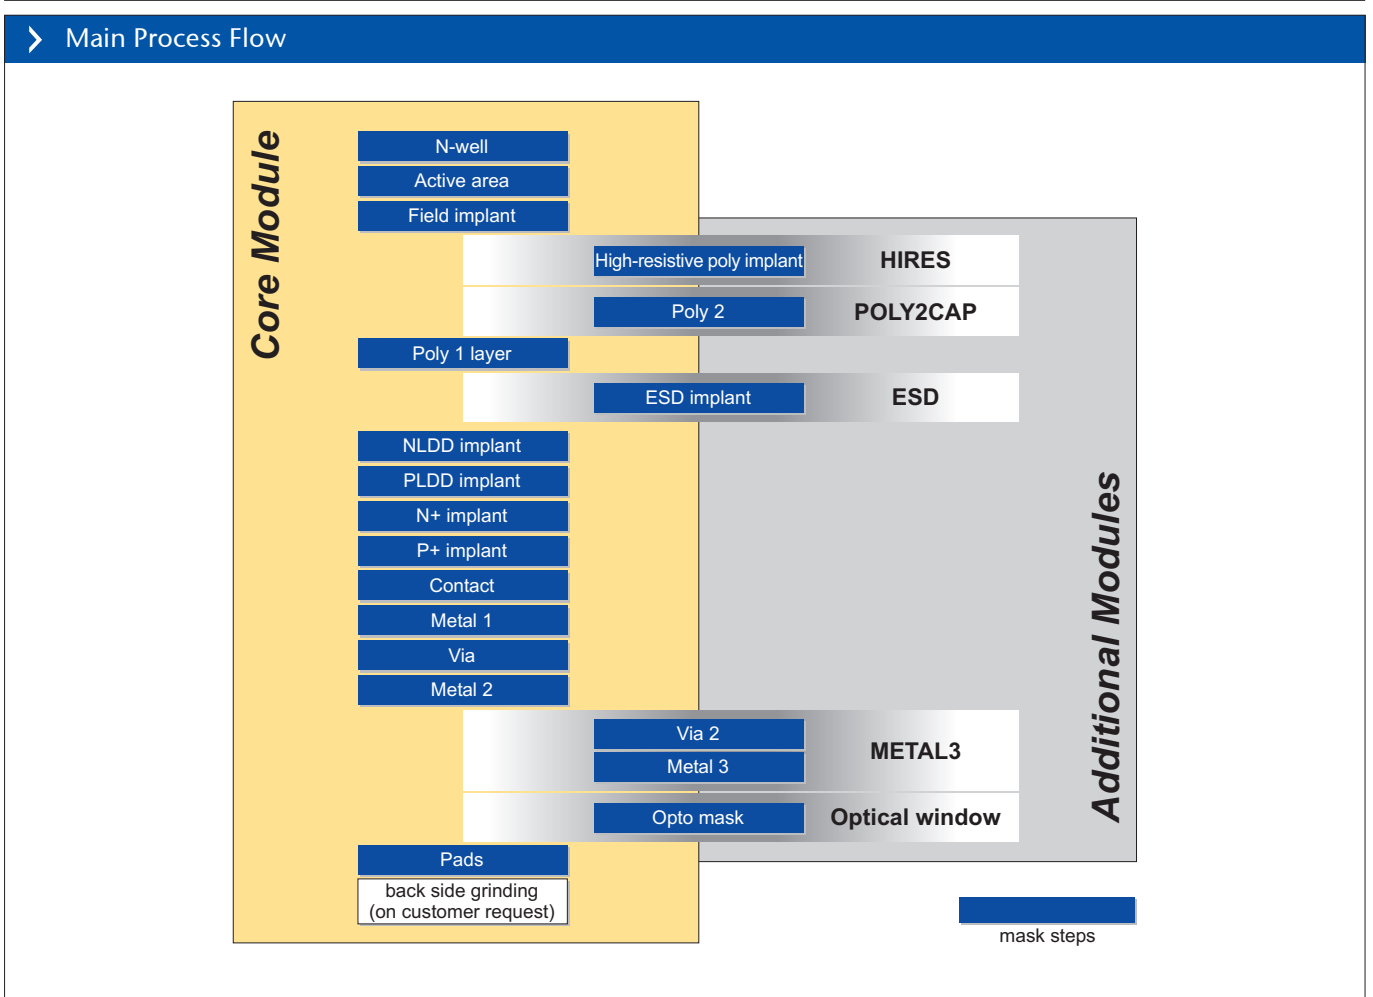 Main Process Flow
Core Module
N-well
Active area
Field implant
High-resistive poly implant
HIRES
Poly 2
POLY2CAP
Poly 1 layer
ESD implant
ESD
NLDD implant
PLDD implant
N+ implant
P+ implant
Contact
Metal 1
Via
Metal 2
Via 2
Metal 3
METAL3
Opto mask
Optical window
Additional Modules
Pads
back side grinding
(on customer request)
mask steps